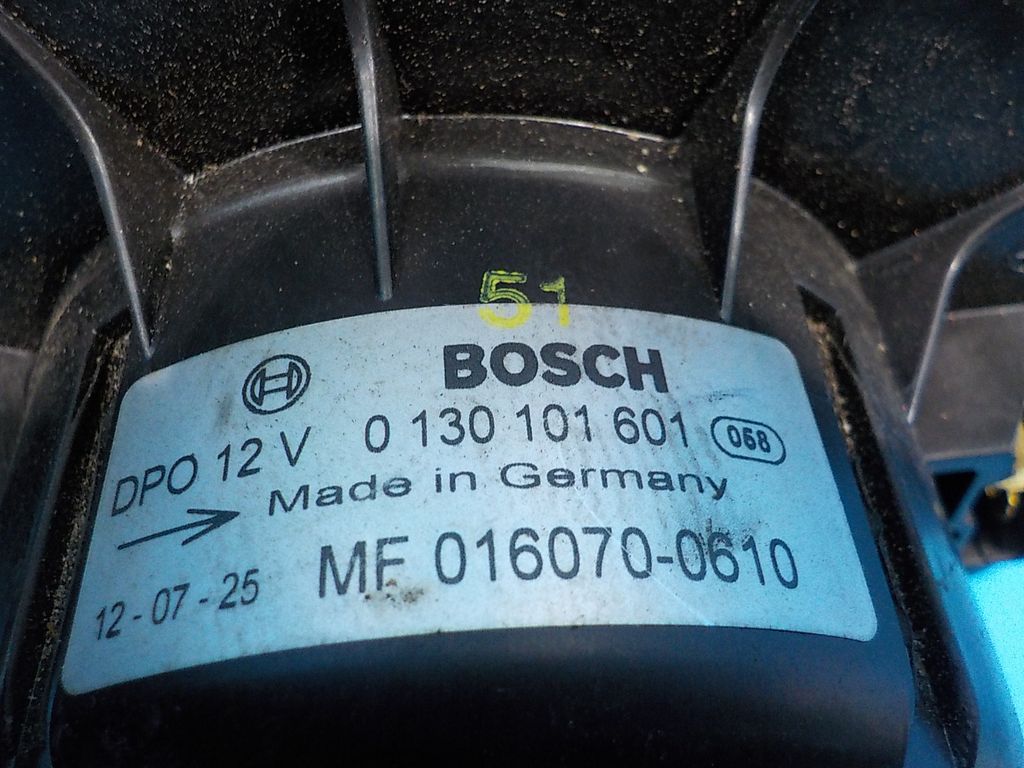 51
BOSCH
DPO 12 V 0 130 101 601 068
Made in Germany
12-07-25 MF 016070-0610